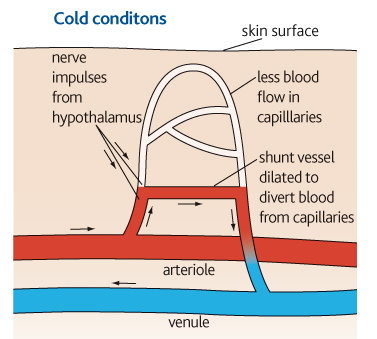 Cold conditons
skin surface
nerve
impulses
from
hypothalamus
less blood
flow in
capilllaries
shunt vessel
dilated to
divert blood
from capillaries
arteriole
venule